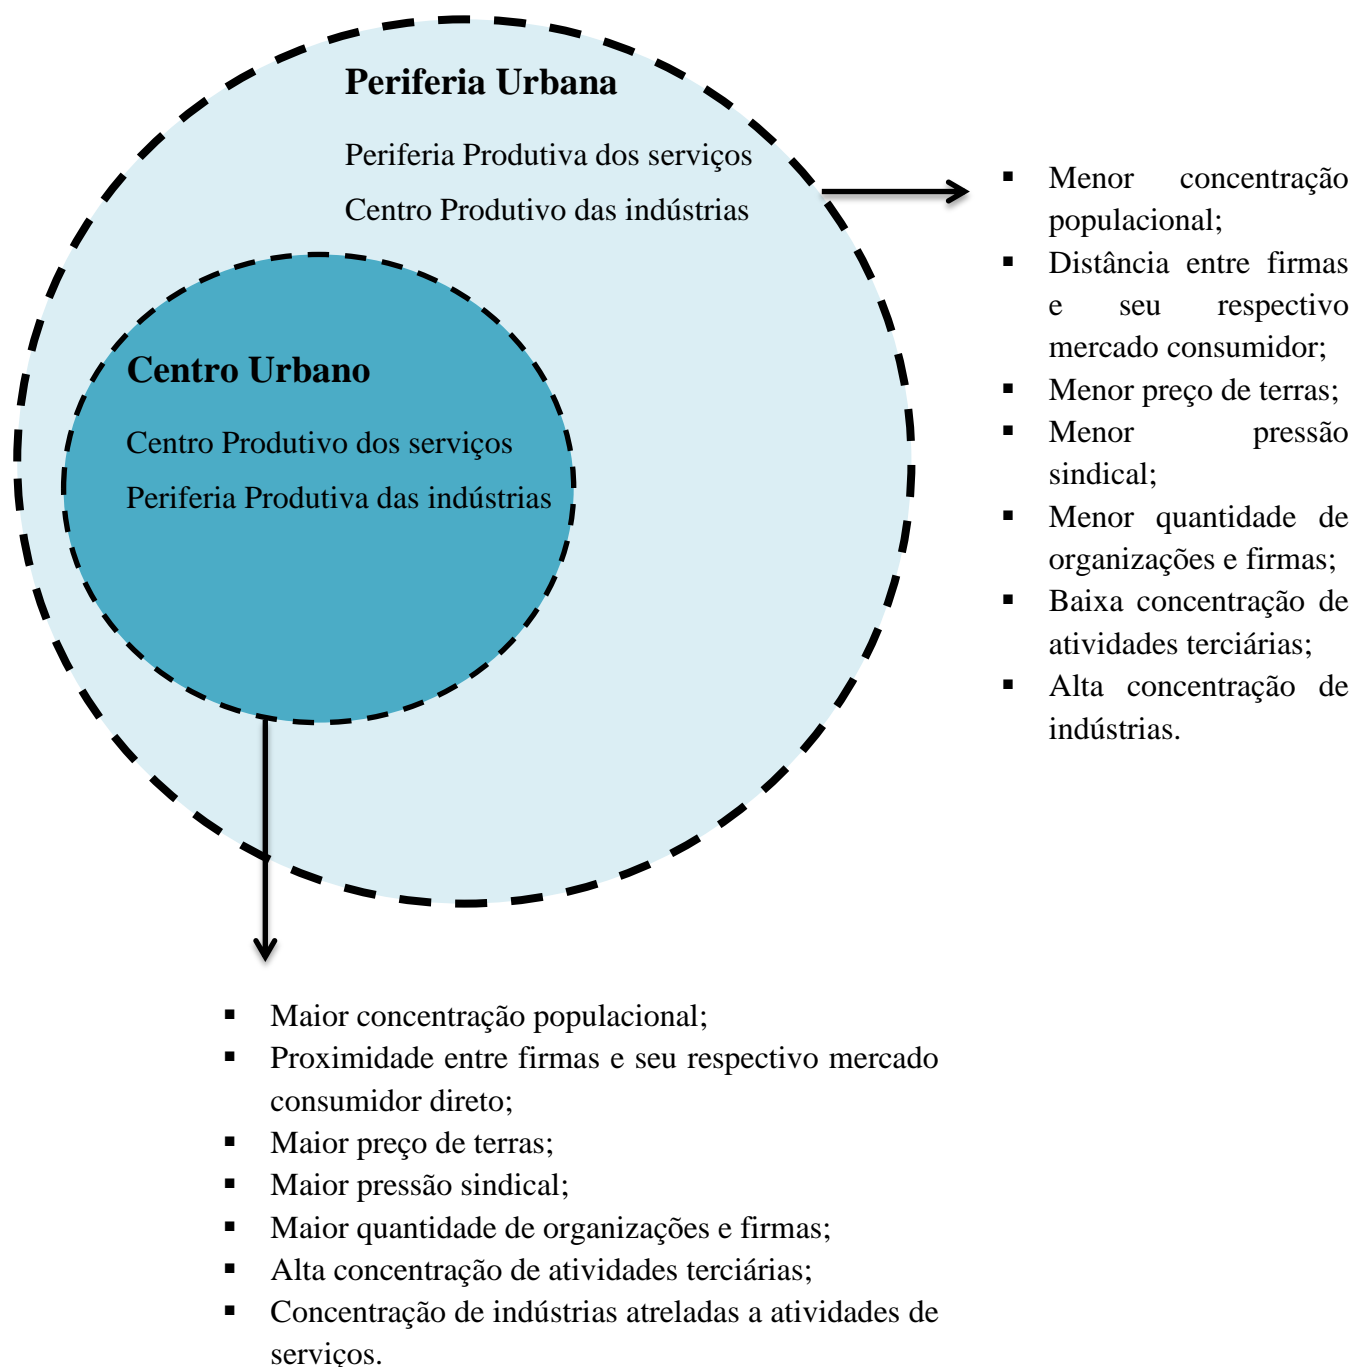 Periferia Urbana
Periferia Produtiva dos serviços
Centro Produtivo das indústrias
Centro Urbano
Centro Produtivo dos serviços
Periferia Produtiva das indústrias
▪ Menor concentração
populacional;
▪ Distância entre firmas
e seu respectivo
mercado consumidor;
▪ Menor preço de terras;
▪ Menor pressão
sindical;
▪ Menor quantidade de
organizações e firmas;
▪ Baixa concentração de
atividades terciárias;
▪ Alta concentração de
indústrias.
▪ Maior concentração populacional;
▪ Proximidade entre firmas e seu respectivo mercado
consumidor direto;
▪ Maior preço de terras;
▪ Maior pressão sindical;
▪ Maior quantidade de organizações e firmas;
▪ Alta concentração de atividades terciárias;
▪ Concentração de indústrias atreladas a atividades de
serviços.